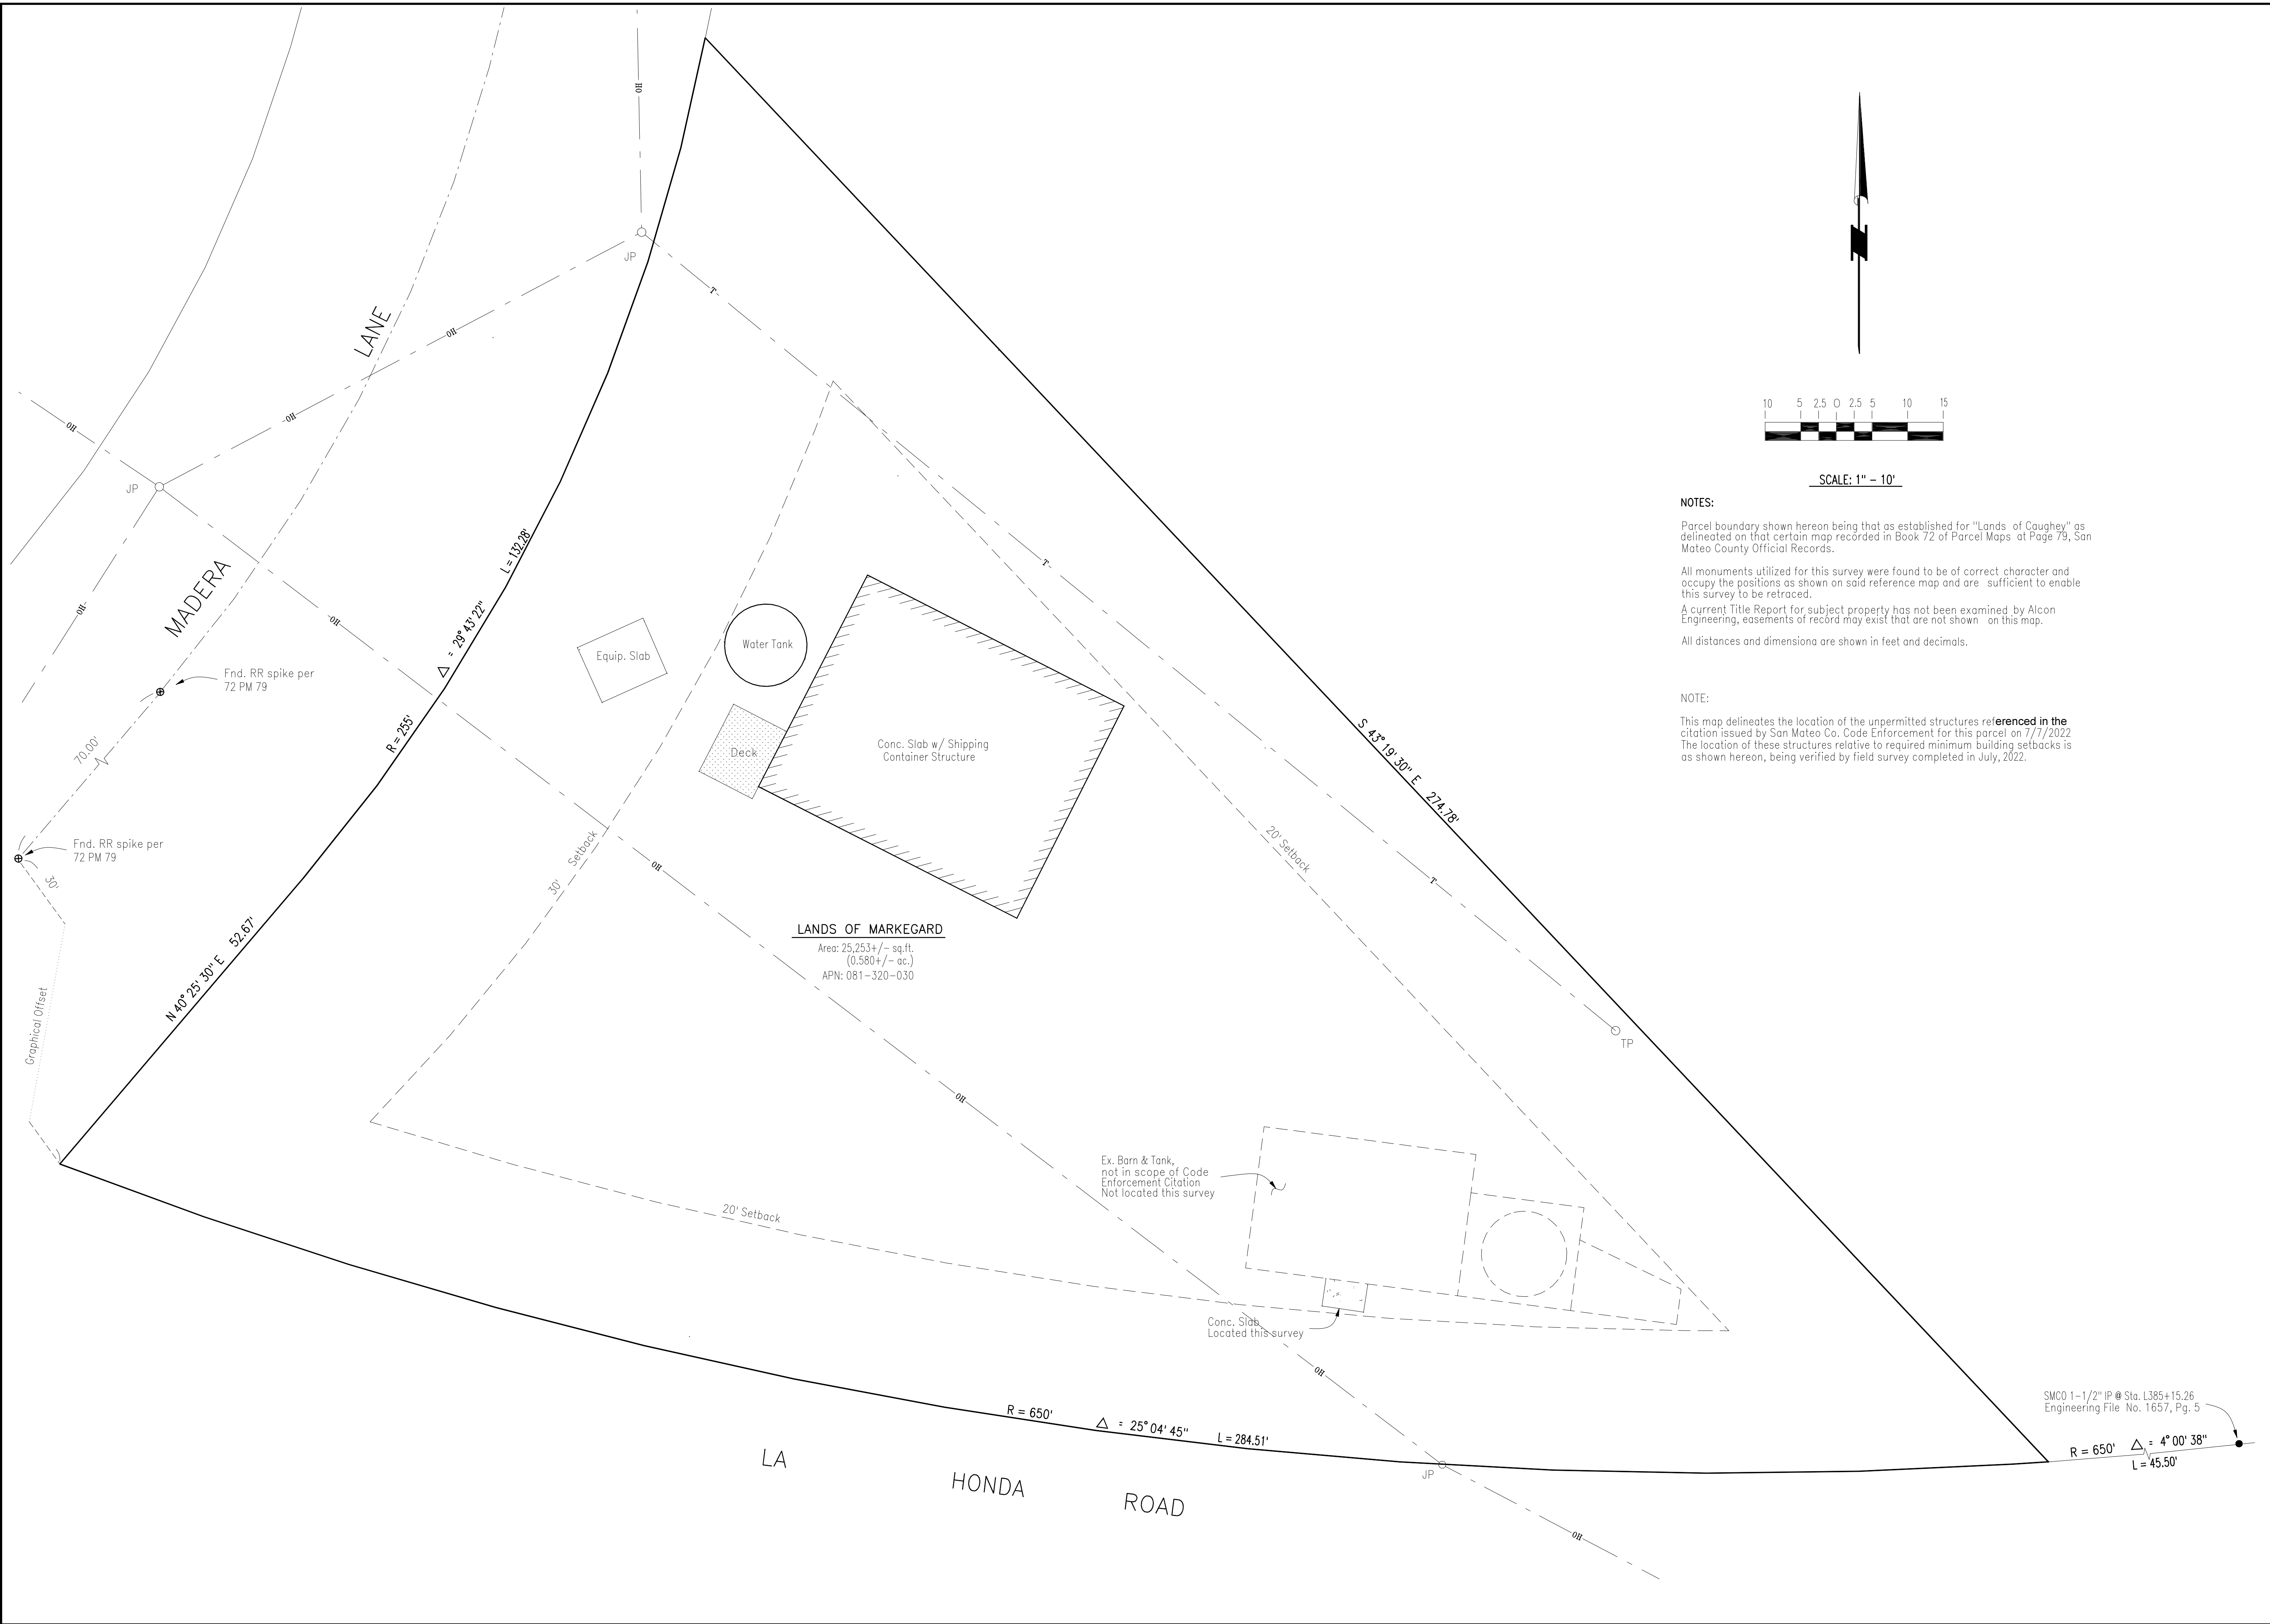 OH
JP
T
OH
LANE
OH
OH
JP
10 5 2.5 0 2.5 5 10 15
SCALE: 1" - 10'
NOTES:
Parcel boundary shown hereon being that as established for "Lands of Caughey" as
delineated on that certain map recorded in Book 72 of Parcel Maps at Page 79, San
Mateo County Official Records.
All monuments utilized for this survey were found to be of correct character and
occupy the positions as shown on said reference map and are sufficient to enable
this survey to be retraced.
A current Title Report for subject property has not been examined by Alcon
Engineering, easements of record may exist that are not shown on this map.
All distances and dimensiona are shown in feet and decimals.
NOTE:
This map delineates the location of the unpermitted structures referenced in the
citation issued by San Mateo Co. Code Enforcement for this parcel on 7/7/2022
The location of these structures relative to required minimum building setbacks is
as shown hereon, being verified by field survey completed in July, 2022.
MADERA
OH
OH
R = 255' Δ = 29° 43' 22" L = 132.28'
T
Equip. Slab
Water Tank
Fnd. RR spike per
72 PM 79
70.00'
Deck
Conc. Slab w/ Shipping
Container Structure
S 43° 19' 30" E 274.78'
Fnd. RR spike per
72 PM 79
30'
30' Setback
OH
20' Setback
T
N 40° 25' 30" E 52.67'
LANDS OF MARKEGARD
Area: 25,253+/- sq.ft.
(0.580+/- ac.)
APN: 081-320-030
Graphical Offset
TP
OH
Ex. Barn & Tank,
not in scope of Code
Enforcement Citation
Not located this survey
20' Setback
Conc. Slab
Located this survey
OH
SMCO 1-1/2" IP @ Sta. L385+15.26
Engineering File No. 1657, Pg. 5
R = 650' Δ = 25° 04' 45" L = 284.51'
R = 650' Δ = 4° 00' 38"
L = 45.50'
JP
LA HONDA ROAD
OH